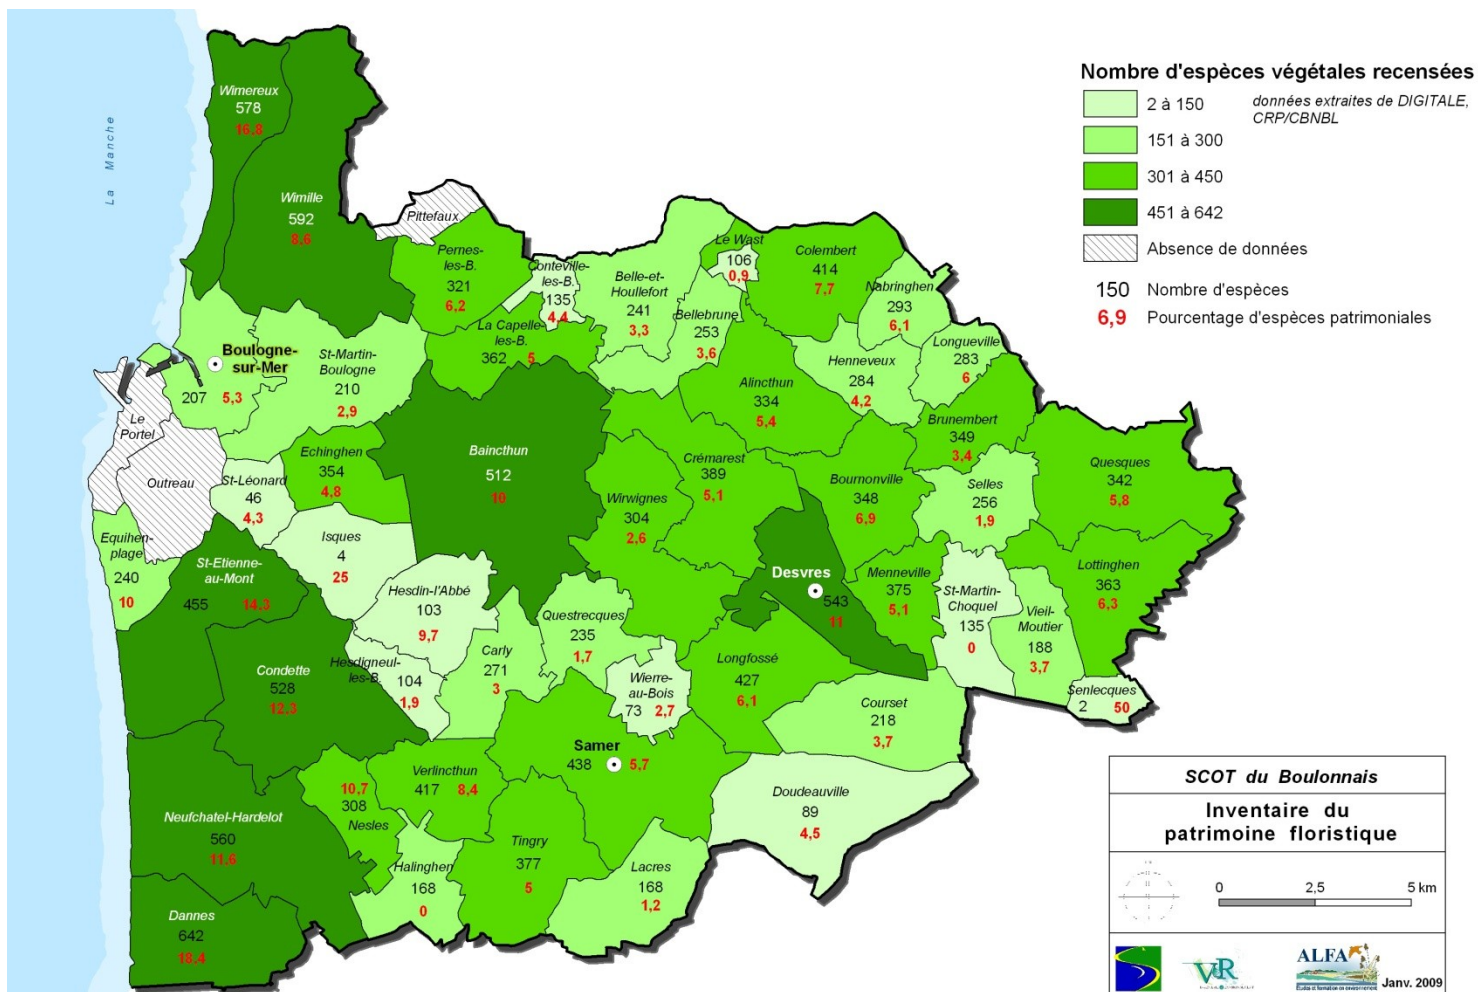 Nombre d'espèces végétales recensées
2 à 150
données extraites de DIGITALE,
CRP/CBNBL
151 à 300
301 à 450
451 à 642
Absence de données
150 Nombre d'espèces
6,9 Pourcentage d'espèces patrimoniales
La Manche
Wimereux
578
16,8
Wimille
592
8,6
Pittefaux
Pernes-
les-B.
321
6,2
Conteville-
les-B.
135
4,4
Belle-et-
Houllefort
241
3,3
Bellebrune
253
3,6
Le Wast
106
0,9
Colembert
414
7,7
Nabringhen
293
6,1
Longueville
283
6
Henneveux
284
4,2
La Capelle-
les-B.
362 5
Boulogne-
sur-Mer
207 5,3
St-Martin-
Boulogne
210
2,9
Le
Portel
Outreau
Echinghen
354
4,8
St-Léonard
46
4,3
Baincthun
512
10
Alincthun
334
5,4
Brunembert
349
3,4
Quesques
342
5,8
Crémarest
389
5,1
Wirwignes
304
2,6
Bournonville
348
6,9
Selles
256
1,9
Isques
4
25
Equihen-
plage
240
10
St-Etienne-
au-Mont
455 14,3
Hesdin-l'Abbé
103
9,7
Desvres
543
11
Menneville
375
5,1
St-Martin-
Choquel
135
0
Lottinghen
363
6,3
Vieil-
Moutier
188
3,7
Questrecques
235
1,7
Carly
271
3
Hesdigneul-
les-B.
104
1,9
Condette
528
12,3
Wierre-
au-Bois
73 2,7
Longfossé
427
6,1
Courset
218
3,7
Senlecques
2 50
Samer
438 5,7
Verlincthun
417 8,4
10,7
308
Nesles
Neufchatel-Hardelot
560
11,6
Doudeauville
89
4,5
Tingry
377
5
Halinghen
168
0
Lacres
168
1,2
Dannes
642
18,4
SCOT du Boulonnais
Inventaire du
patrimoine floristique
0 2,5 5 km
ALFA
Janv. 2009